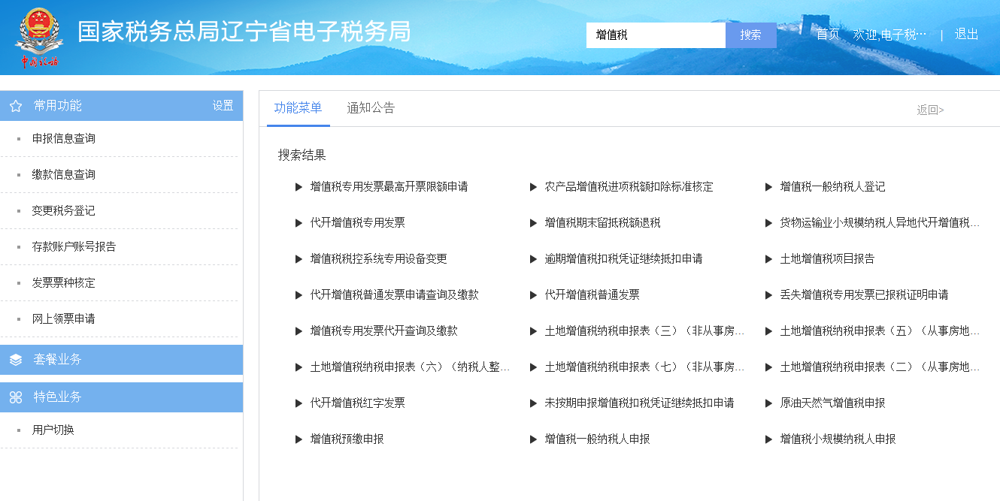 国家税务总局辽宁省电子税务局
增值税
搜索
首页 欢迎,电子税… | 退出
常用功能 设置
申报信息查询
缴款信息查询
变更税务登记
存款账户账号报告
发票票种核定
网上领票申请
套餐业务
特色业务
用户切换
功能菜单 通知公告 返回>
搜索结果
增值税专用发票最高开票限额申请 农产品增值税进项税额扣除标准核定 增值税一般纳税人登记
代开增值税专用发票 增值税期末留抵税额退税 货物运输业小规模纳税人异地代开增值税...
增值税税控系统专用设备变更 逾期增值税扣税凭证继续抵扣申请 土地增值税项目报告
代开增值税普通发票申请查询及缴款 代开增值税普通发票 丢失增值税专用发票已报税证明申请
增值税专用发票代开查询及缴款 土地增值税纳税申报表（三）（非从事房... 土地增值税纳税申报表（五）（从事房地...
土地增值税纳税申报表（六）（纳税人整... 土地增值税纳税申报表（七）（非从事房... 土地增值税纳税申报表（二）（从事房地...
代开增值税红字发票 未按期申报增值税扣税凭证继续抵扣申请 原油天然气增值税申报
增值税预缴申报 增值税一般纳税人申报 增值税小规模纳税人申报